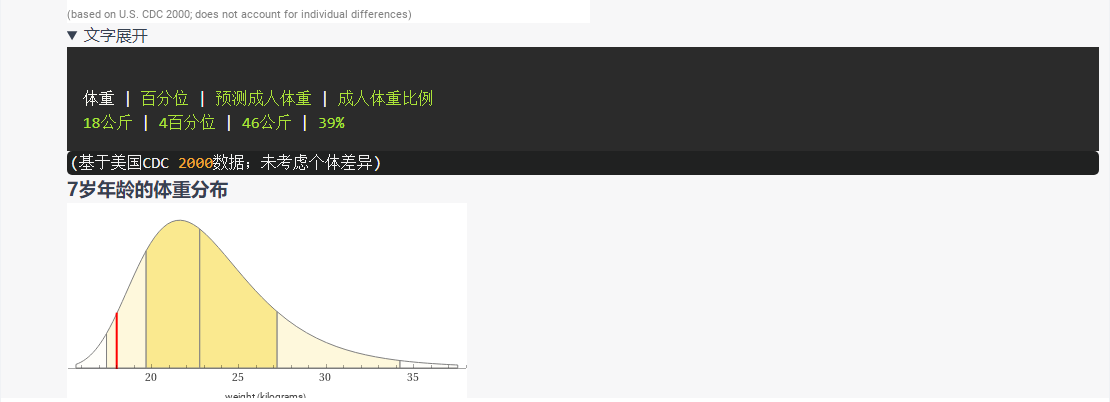 (based on U.S. CDC 2000; does not account for individual differences)
▼ 文字展开
体重 | 百分位 | 预测成人体重 | 成人体重比例
18公斤 | 4百分位 | 46公斤 | 39%
(基于美国CDC 2000数据；未考虑个体差异)
7岁年龄的体重分布
20 25 30 35
weight (kilograms)